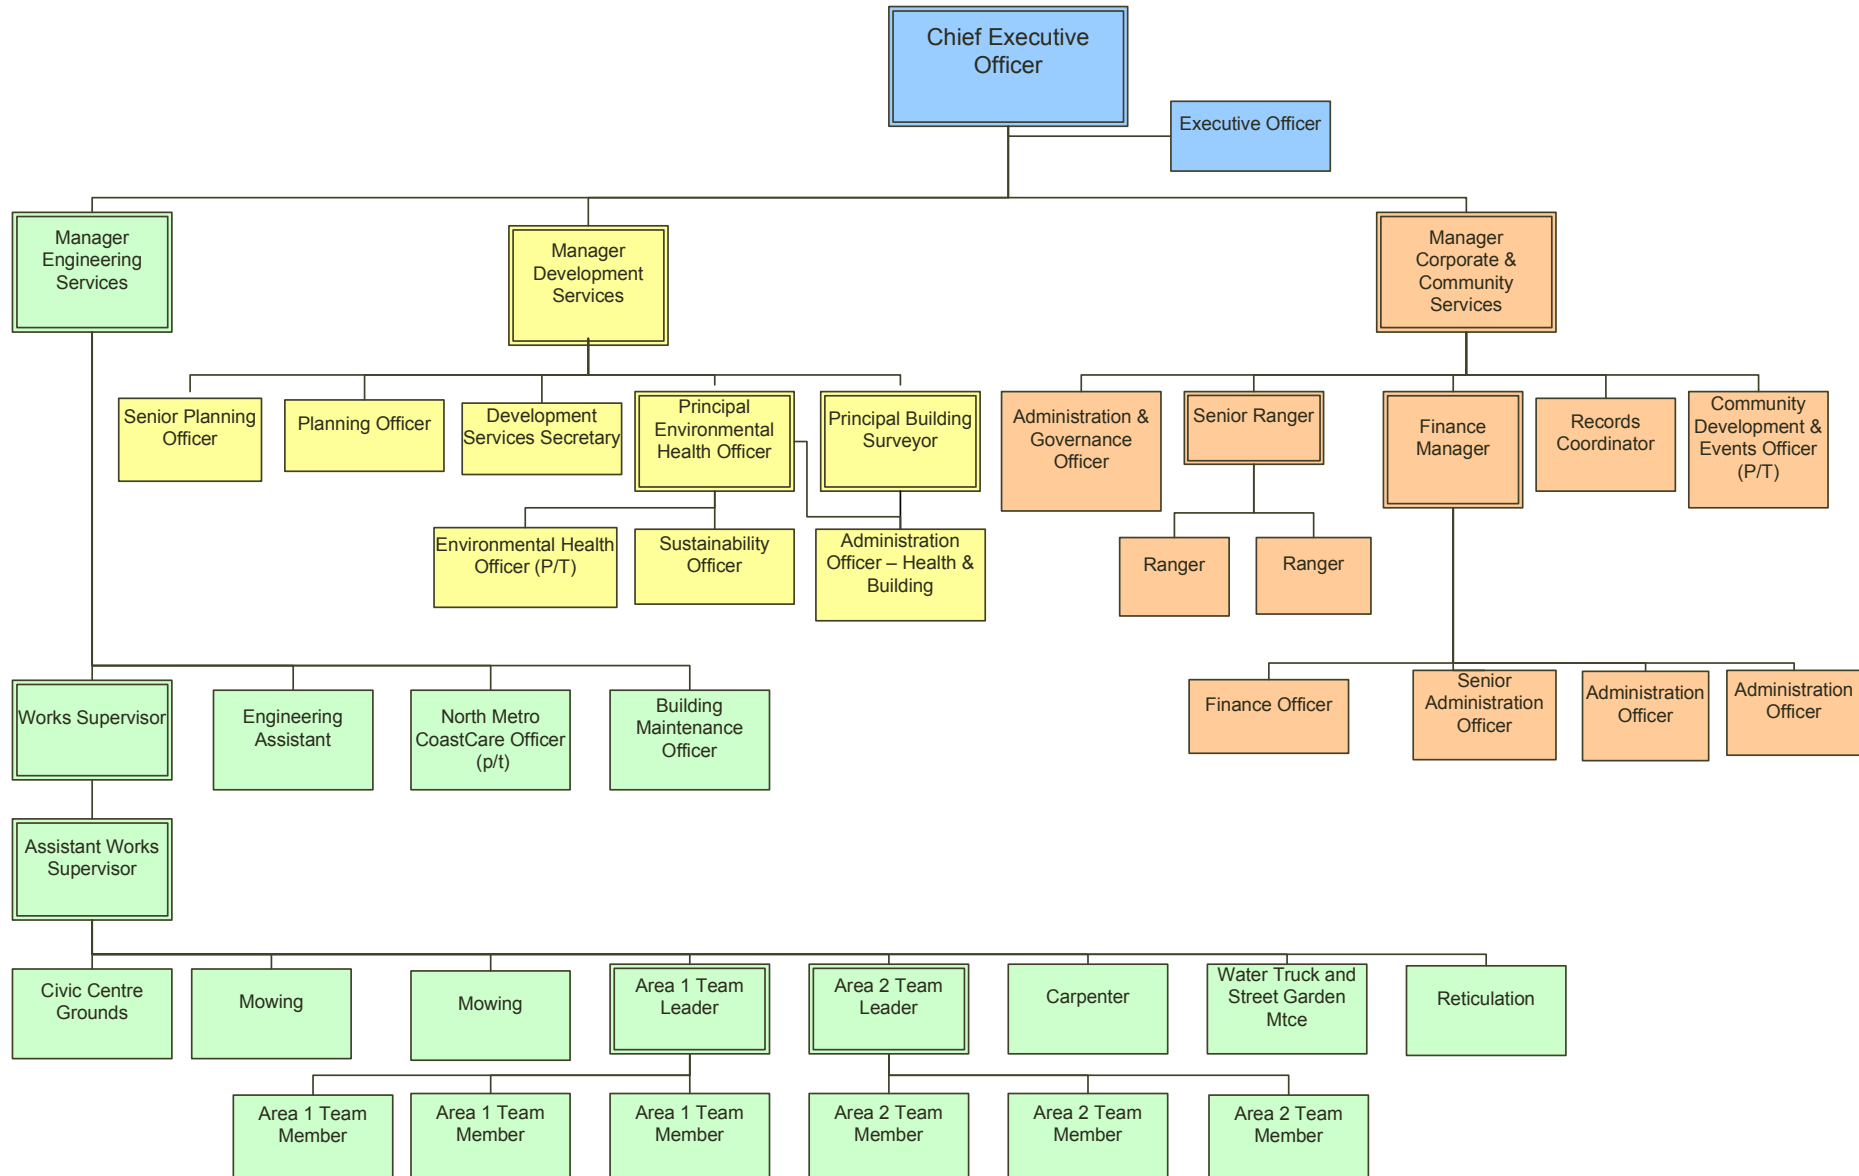 Chief Executive
Officer
Executive Officer
Manager
Engineering
Services
Manager
Development
Services
Manager
Corporate &
Community
Services
Senior Planning
Officer
Planning Officer
Development
Services Secretary
Principal
Environmental
Health Officer
Principal Building
Surveyor
Administration &
Governance
Officer
Senior Ranger
Finance
Manager
Records
Coordinator
Community
Development &
Events Officer
(P/T)
Environmental Health
Officer (P/T)
Sustainability
Officer
Administration
Officer – Health &
Building
Ranger
Ranger
Works Supervisor
Engineering
Assistant
North Metro
CoastCare Officer
(p/t)
Building
Maintenance
Officer
Finance Officer
Senior
Administration
Officer
Administration
Officer
Administration
Officer
Assistant Works
Supervisor
Civic Centre
Grounds
Mowing
Mowing
Area 1 Team
Leader
Area 2 Team
Leader
Carpenter
Water Truck and
Street Garden
Mtce
Reticulation
Area 1 Team
Member
Area 1 Team
Member
Area 1 Team
Member
Area 2 Team
Member
Area 2 Team
Member
Area 2 Team
Member